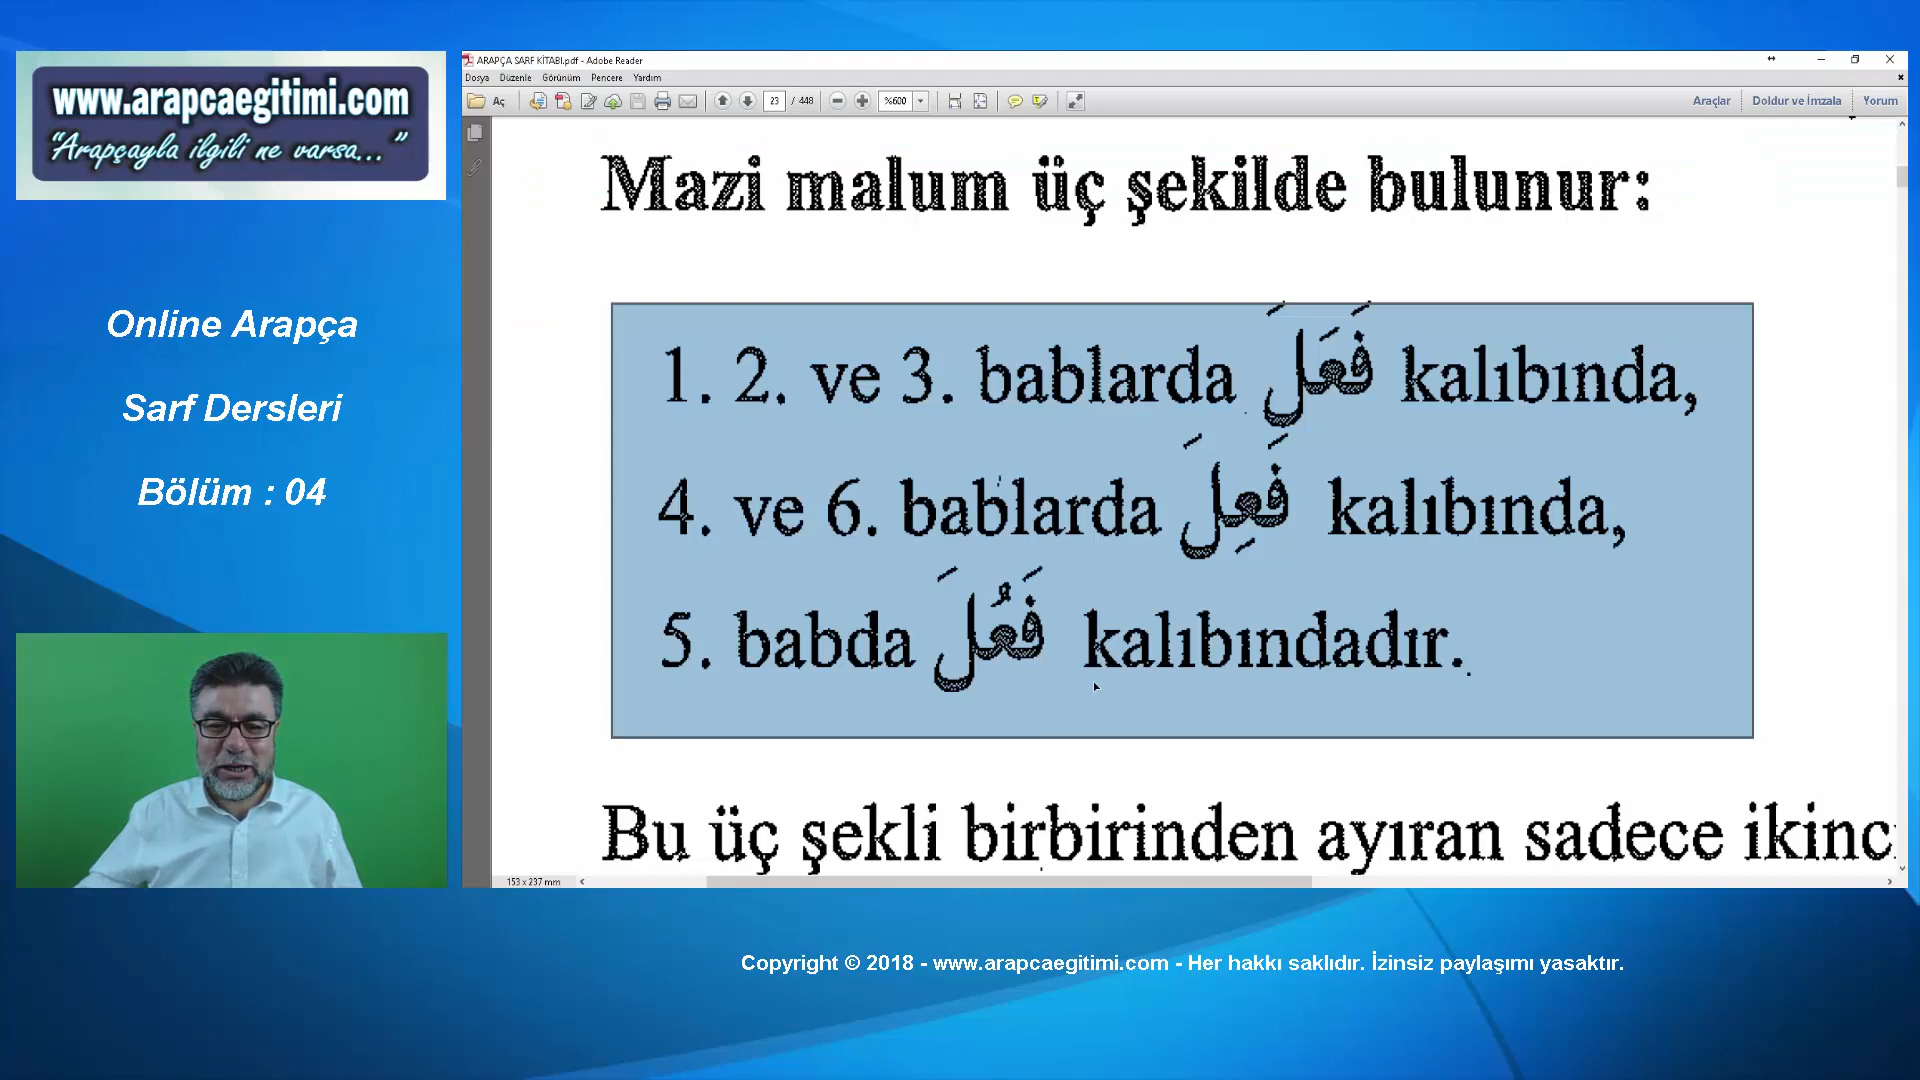 www.arapcaegitimi.com
“Arapçayla ilgili ne varsa... ”
Online Arapça
Sarf Dersleri
Bölüm : 04
ARAPÇA SARF KİTABI.pdf - Adobe Reader
Dosya Düzenle Görünüm Pencere Yardım
Aç 23 / 448 %600 Araçlar Doldur ve İmzala Yorum
Mazi malum üç şekilde bulunur:
1. 2. ve 3. bablarda فَعَلَ kalıbında,
4. ve 6. bablarda فَعِلَ kalıbında,
5. babda فَعُلَ kalıbındadır.
Bu üç şekli birbirinden ayıran sadece ikinc
153 x 237 mm
Copyright © 2018 - www.arapcaegitimi.com - Her hakkı saklıdır. İzinsiz paylaşımı yasaktır.